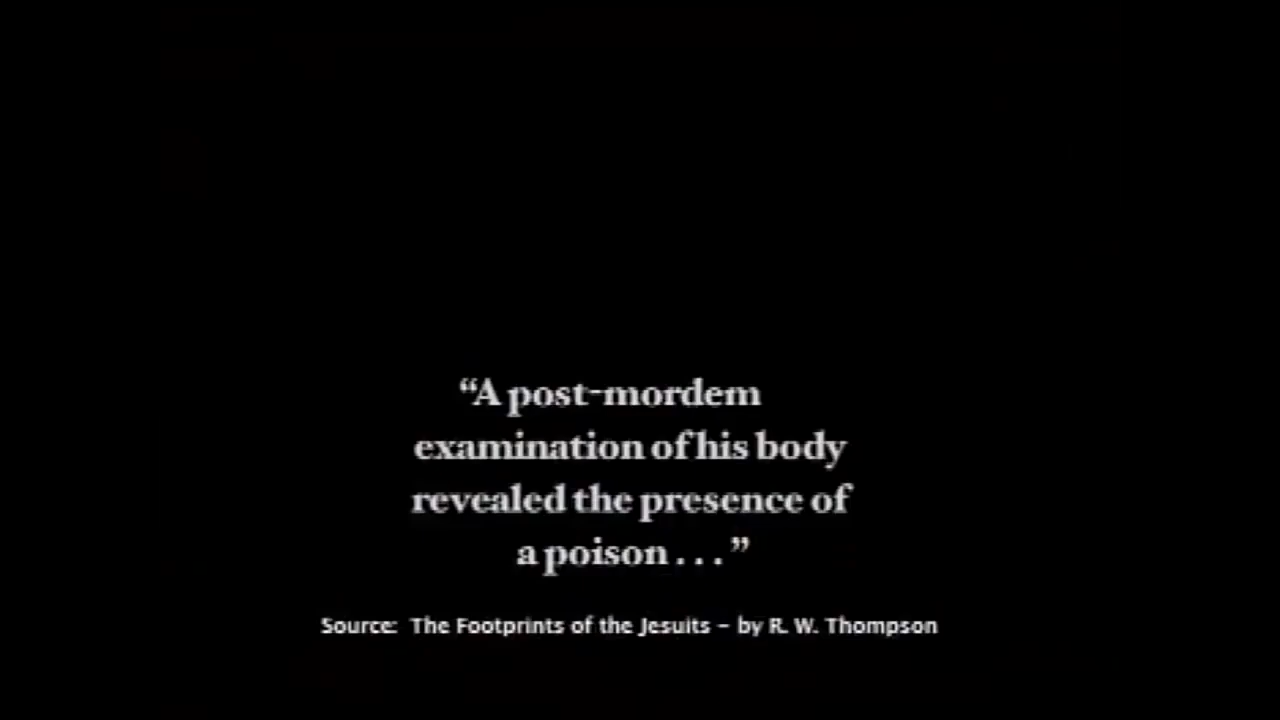 “A post-mordem
examination of his body
revealed the presence of
a poison . . . ”
Source: The Footprints of the Jesuits – by R. W. Thompson